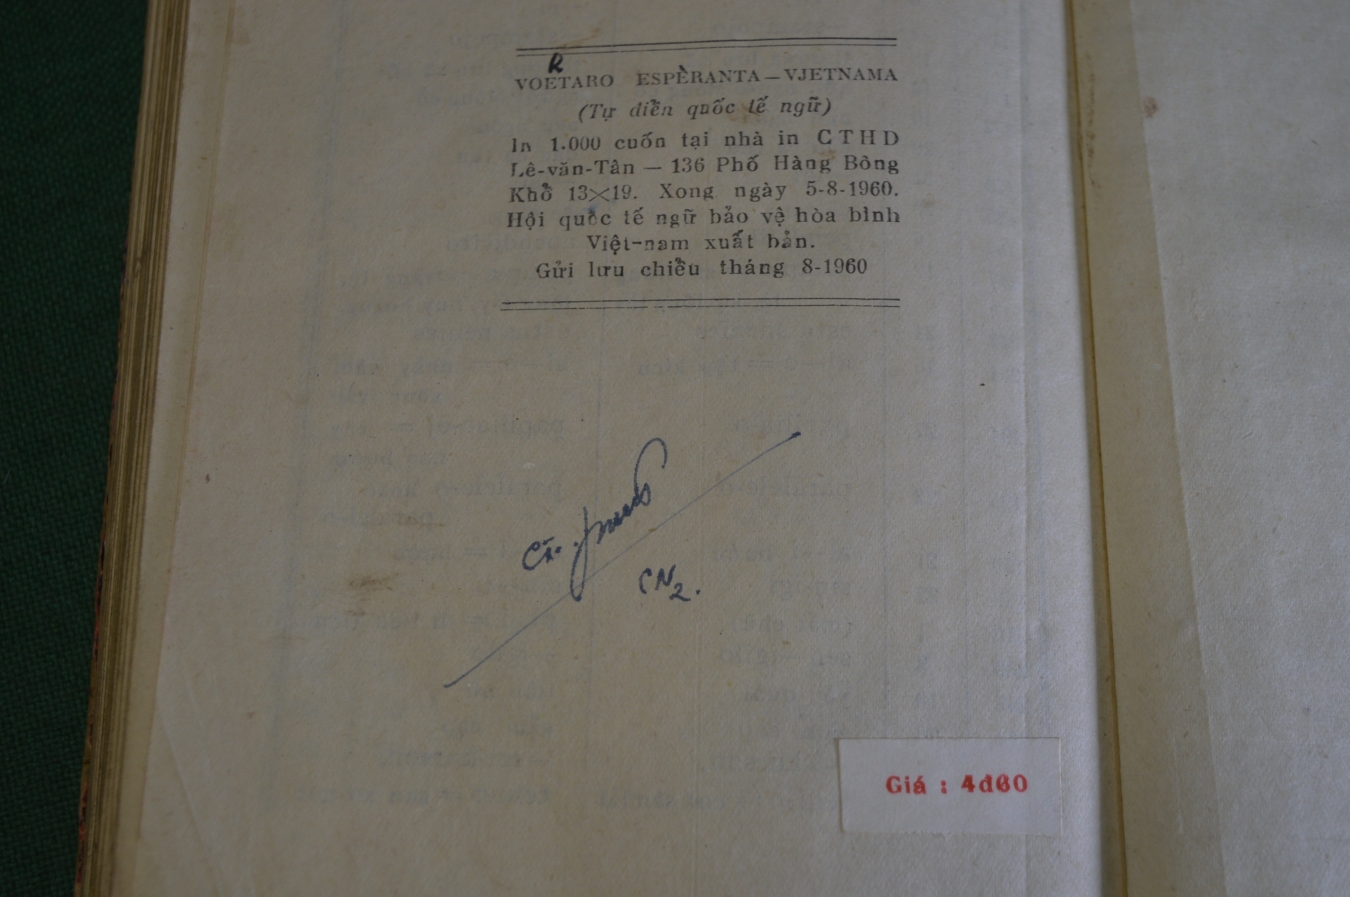 R
VOETARO ESPÈRANTA — VJETNAMA
(Tự điển quốc tế ngữ)
In 1.000 cuốn tại nhà in CTHD
Lê-văn-Tân — 136 Phố Hàng Bông
Khổ 13×19. Xong ngày 5-8-1960.
Hội quốc tế ngữ bảo vệ hòa bình
Việt-nam xuất bản.
Gửi lưu chiểu tháng 8-1960
CN2.
Giá : 4đ60